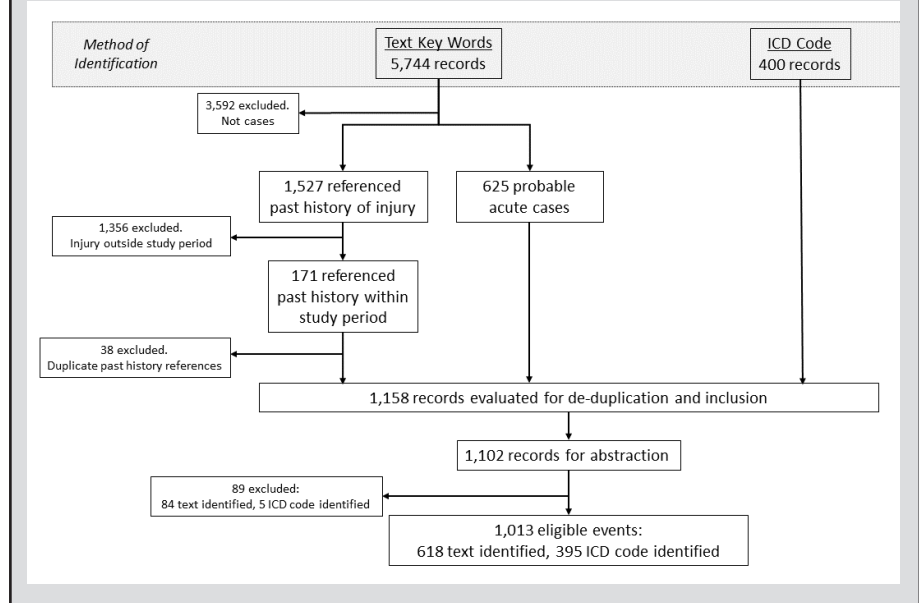 Method of
Identification
Text Key Words
5,744 records
ICD Code
400 records
3,592 excluded.
Not cases
1,527 referenced
past history of injury
625 probable
acute cases
1,356 excluded.
Injury outside study period
171 referenced
past history within
study period
38 excluded.
Duplicate past history references
1,158 records evaluated for de-duplication and inclusion
1,102 records for abstraction
89 excluded:
84 text identified, 5 ICD code identified
1,013 eligible events:
618 text identified, 395 ICD code identified